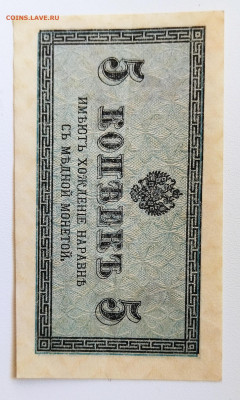 COINS.LAVE.RU
5 КОПѢЕКЪ 5
ИМѢЮТЪ ХОЖДЕНІЕ НАРАВНѢ
СЪ МѢДНОЙ МОНЕТОЙ.